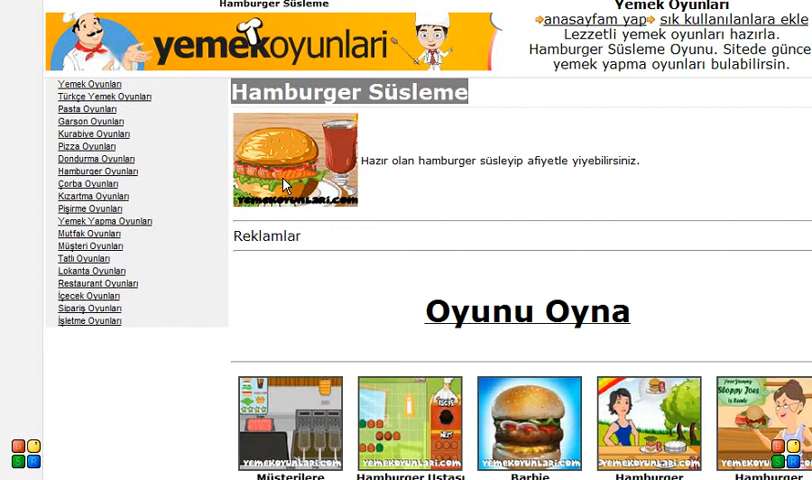 Hamburger Süsleme
Yemek Oyunları
yemekoyunlari
anasayfam yap sık kullanılanlara ekle
Lezzetli yemek oyunları hazırla.
Hamburger Süsleme Oyunu. Sitede günce
yemek yapma oyunları bulabilirsin.
Yemek Oyunları
Türkçe Yemek Oyunları
Pasta Oyunları
Garson Oyunları
Kurabiye Oyunları
Pizza Oyunları
Dondurma Oyunları
Hamburger Oyunları
Çorba Oyunları
Kızartma Oyunları
Pişirme Oyunları
Yemek Yapma Oyunları
Mutfak Oyunları
Müşteri Oyunları
Tatlı Oyunları
Lokanta Oyunları
Restaurant Oyunları
İçecek Oyunları
Sipariş Oyunları
İşletme Oyunları
Hamburger Süsleme
yemekoyunlari.com
Hazır olan hamburger süsleyip afiyetle yiyebilirsiniz.
Reklamlar
Oyunu Oyna
Sloppy Joes
yemekoyunlari.com
yemekoyunlari.com
yemekoyunlari.com
yemekoyunlari.com
Müşterilere
Hamburger Ustası
Barbie
Hamburger
Hamburger